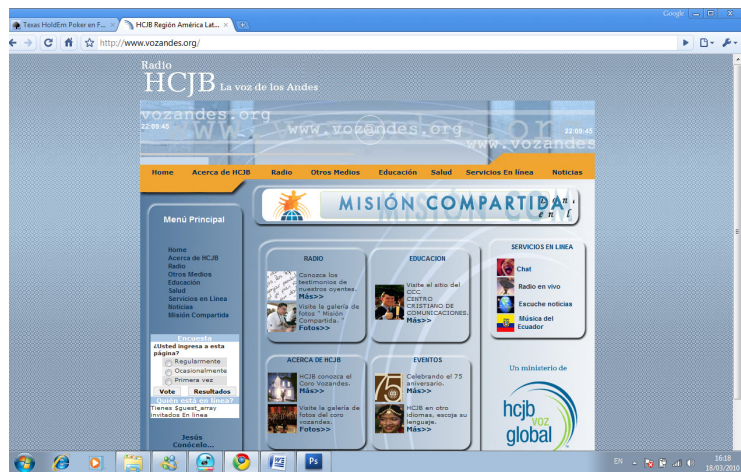 Google
Texas HoldEm Poker en F...
HCJB Región América Lat...
http://www.vozandes.org/
Radio
HCJB La voz de los Andes
vozandes.org
22:09:45
www.vozandes.org
22:09:45
www.vozandes
Home Acerca de HCJB Radio Otros Medios Educación Salud Servicios En línea Noticias
MISIÓN COMPARTIDA
Menú Principal
Home
Acerca de HCJB
Radio
Otros Medios
Educación
Salud
Servicios en Linea
Noticias
Misión Compartida
Encuesta
¿Usted ingresa a esta
página?
Regularmente
Ocasionalmente
Primera vez
Vote Resultados
Quién está en línea?
Tienes $guest_array
invitados En línea
Jesús
Conócelo...
RADIO
Conozca los
testimonios de
nuestros oyentes.
Más>>
Visite la galería de
fotos " Misión
Compartida. "
Fotos>>
EDUCACION
Visite el sitio del
CCC
CENTRO
CRISTIANO DE
COMUNICACIONES.
Más>>
ACERCA DE HCJB
HCJB conozca el
Coro Vozandes.
Más>>
Visite la galería de
fotos del coro
vozandes.
Fotos>>
EVENTOS
75
Celebrando el 75
aniversario.
Más>>
HCJB en otro
idiomas, escoja su
lenguaje.
Más>>
SERVICIOS EN LINEA
Chat
Radio en vivo
Escuche noticias
Música del
Ecuador
Un ministerio de
hcjb
voz
global
Ps
EN
16:18
18/03/2010